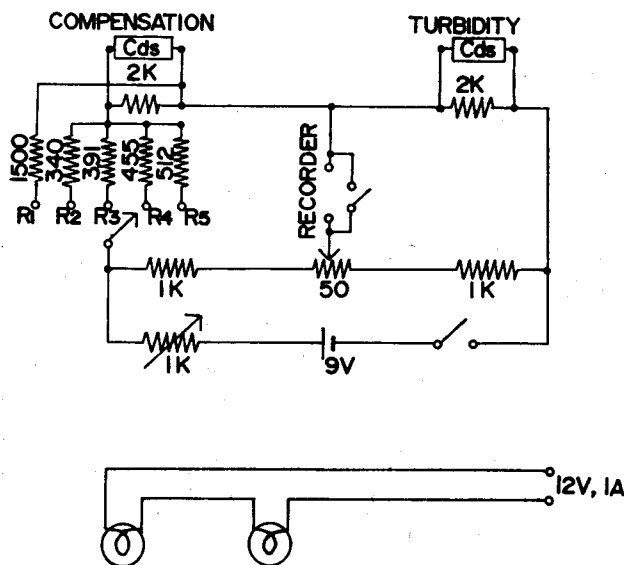 COMPENSATION
TURBIDITY
Cds
Cds
2K
2K
1500
340
391
455
512
RECORDER
R1
R2
R3
R4
R5
1K
50
1K
1K
9V
12V, 1A